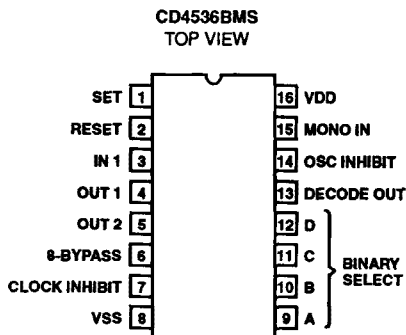 CD4536BMS
TOP VIEW
SET 1 16 VDD
RESET 2 15 MONO IN
IN 1 3 14 OSC INHIBIT
OUT 1 4 13 DECODE OUT
OUT 2 5 12 D
8-BYPASS 6 11 C
CLOCK INHIBIT 7 10 B
VSS 8 9 A
BINARY
SELECT